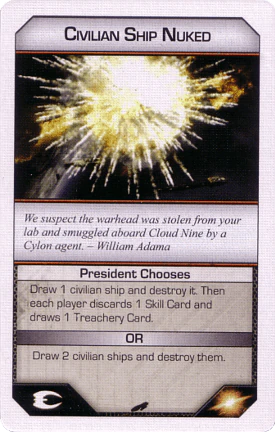 Civilian Ship Nuked
We suspect the warhead was stolen from your
lab and smuggled aboard Cloud Nine by a
Cylon agent. – William Adama
President Chooses
Draw 1 civilian ship and destroy it. Then
each player discards 1 Skill Card and
draws 1 Treachery Card.
OR
Draw 2 civilian ships and destroy them.